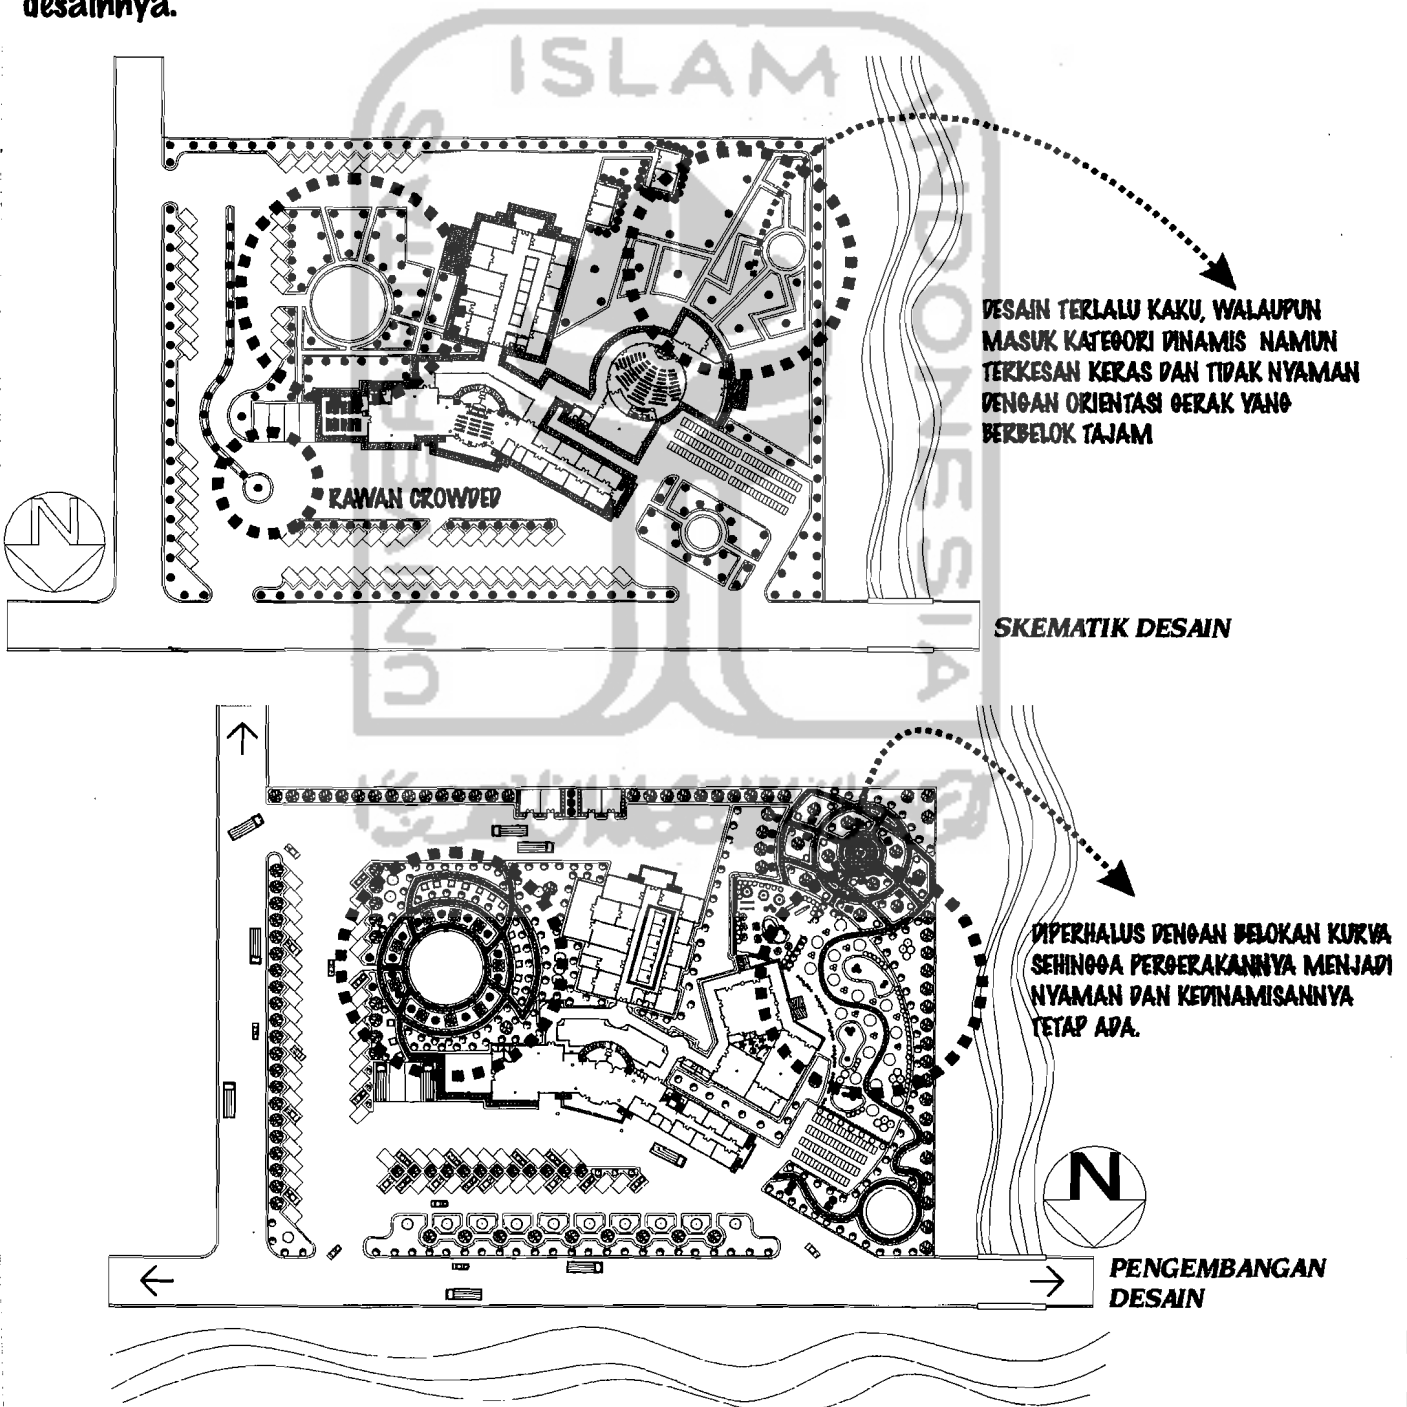 desainnya.
ISLAM
UNIVERSITAS
INDONESIA
DESAIN TERLALU KAKU, WALAUPUN
MASUK KATEGORI DINAMIS NAMUN
TERKESAN KERAS DAN TIDAK NYAMAN
DENGAN ORIENTASI GERAK YANG
BERBELOK TAJAM
RAWAN CROWDED
N
SKEMATIK DESAIN
DIPERHALUS DENGAN BELOKAN KURVA
SEHINGGA PERGERAKANNYA MENJADI
NYAMAN DAN KEDINAMISANNYA
TETAP ADA.
N
PENGEMBANGAN
DESAIN